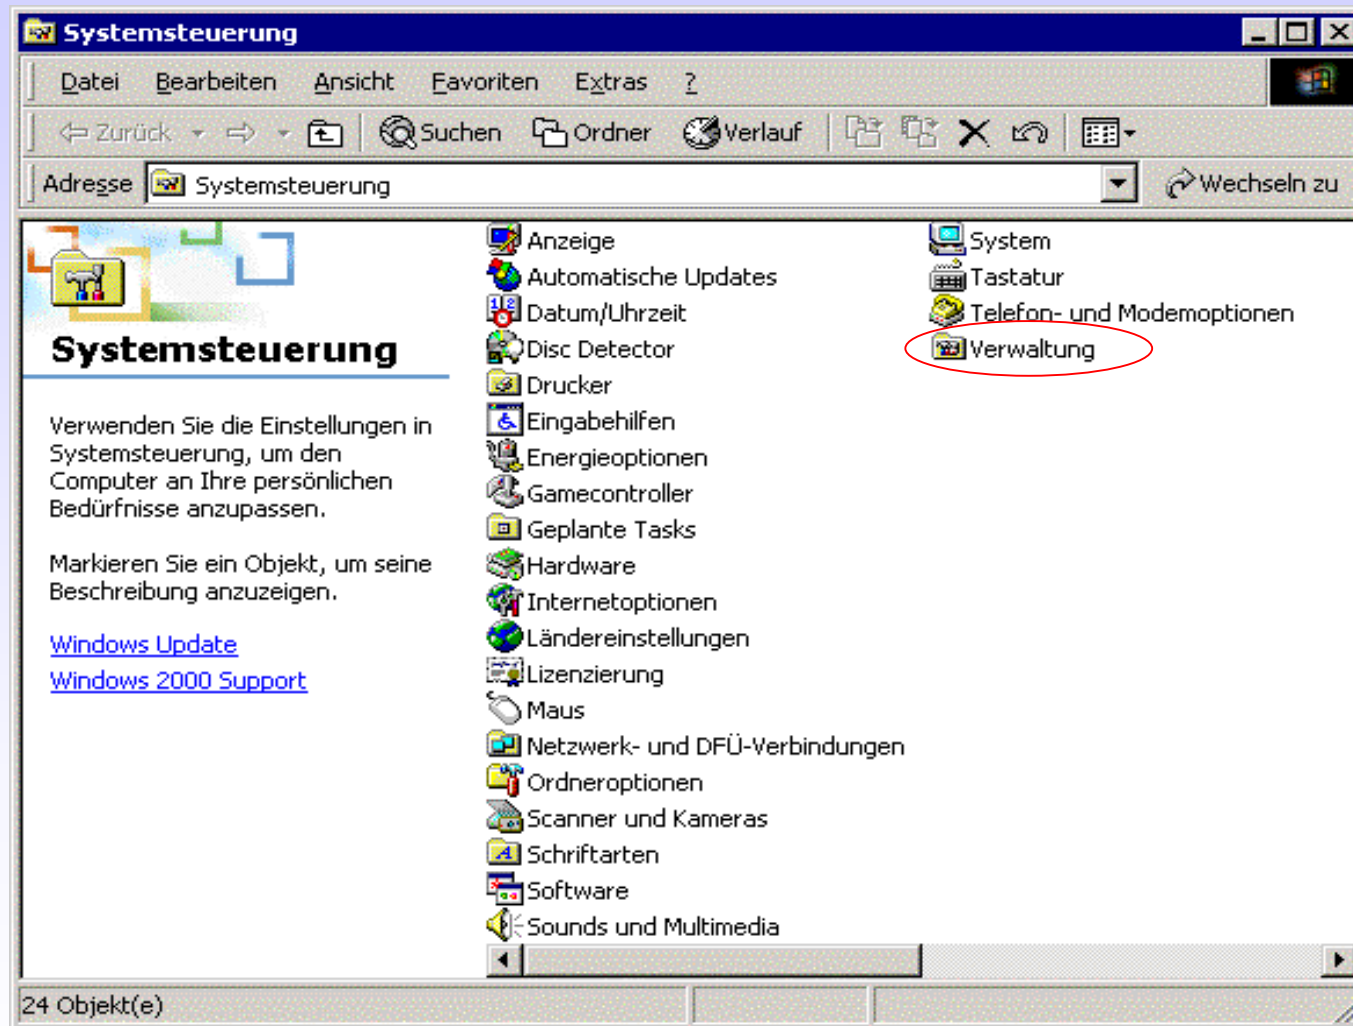 Systemsteuerung
Datei Bearbeiten Ansicht Favoriten Extras ?
Zurück Suchen Ordner Verlauf
Adresse Systemsteuerung Wechseln zu
Systemsteuerung
Verwenden Sie die Einstellungen in
Systemsteuerung, um den
Computer an Ihre persönlichen
Bedürfnisse anzupassen.
Markieren Sie ein Objekt, um seine
Beschreibung anzuzeigen.
Windows Update
Windows 2000 Support
Anzeige
Automatische Updates
Datum/Uhrzeit
Disc Detector
Drucker
Eingabehilfen
Energieoptionen
Gamecontroller
Geplante Tasks
Hardware
Internetoptionen
Ländereinstellungen
Lizenzierung
Maus
Netzwerk- und DFÜ-Verbindungen
Ordneroptionen
Scanner und Kameras
Schriftarten
Software
Sounds und Multimedia
System
Tastatur
Telefon- und Modemoptionen
Verwaltung
24 Objekt(e)